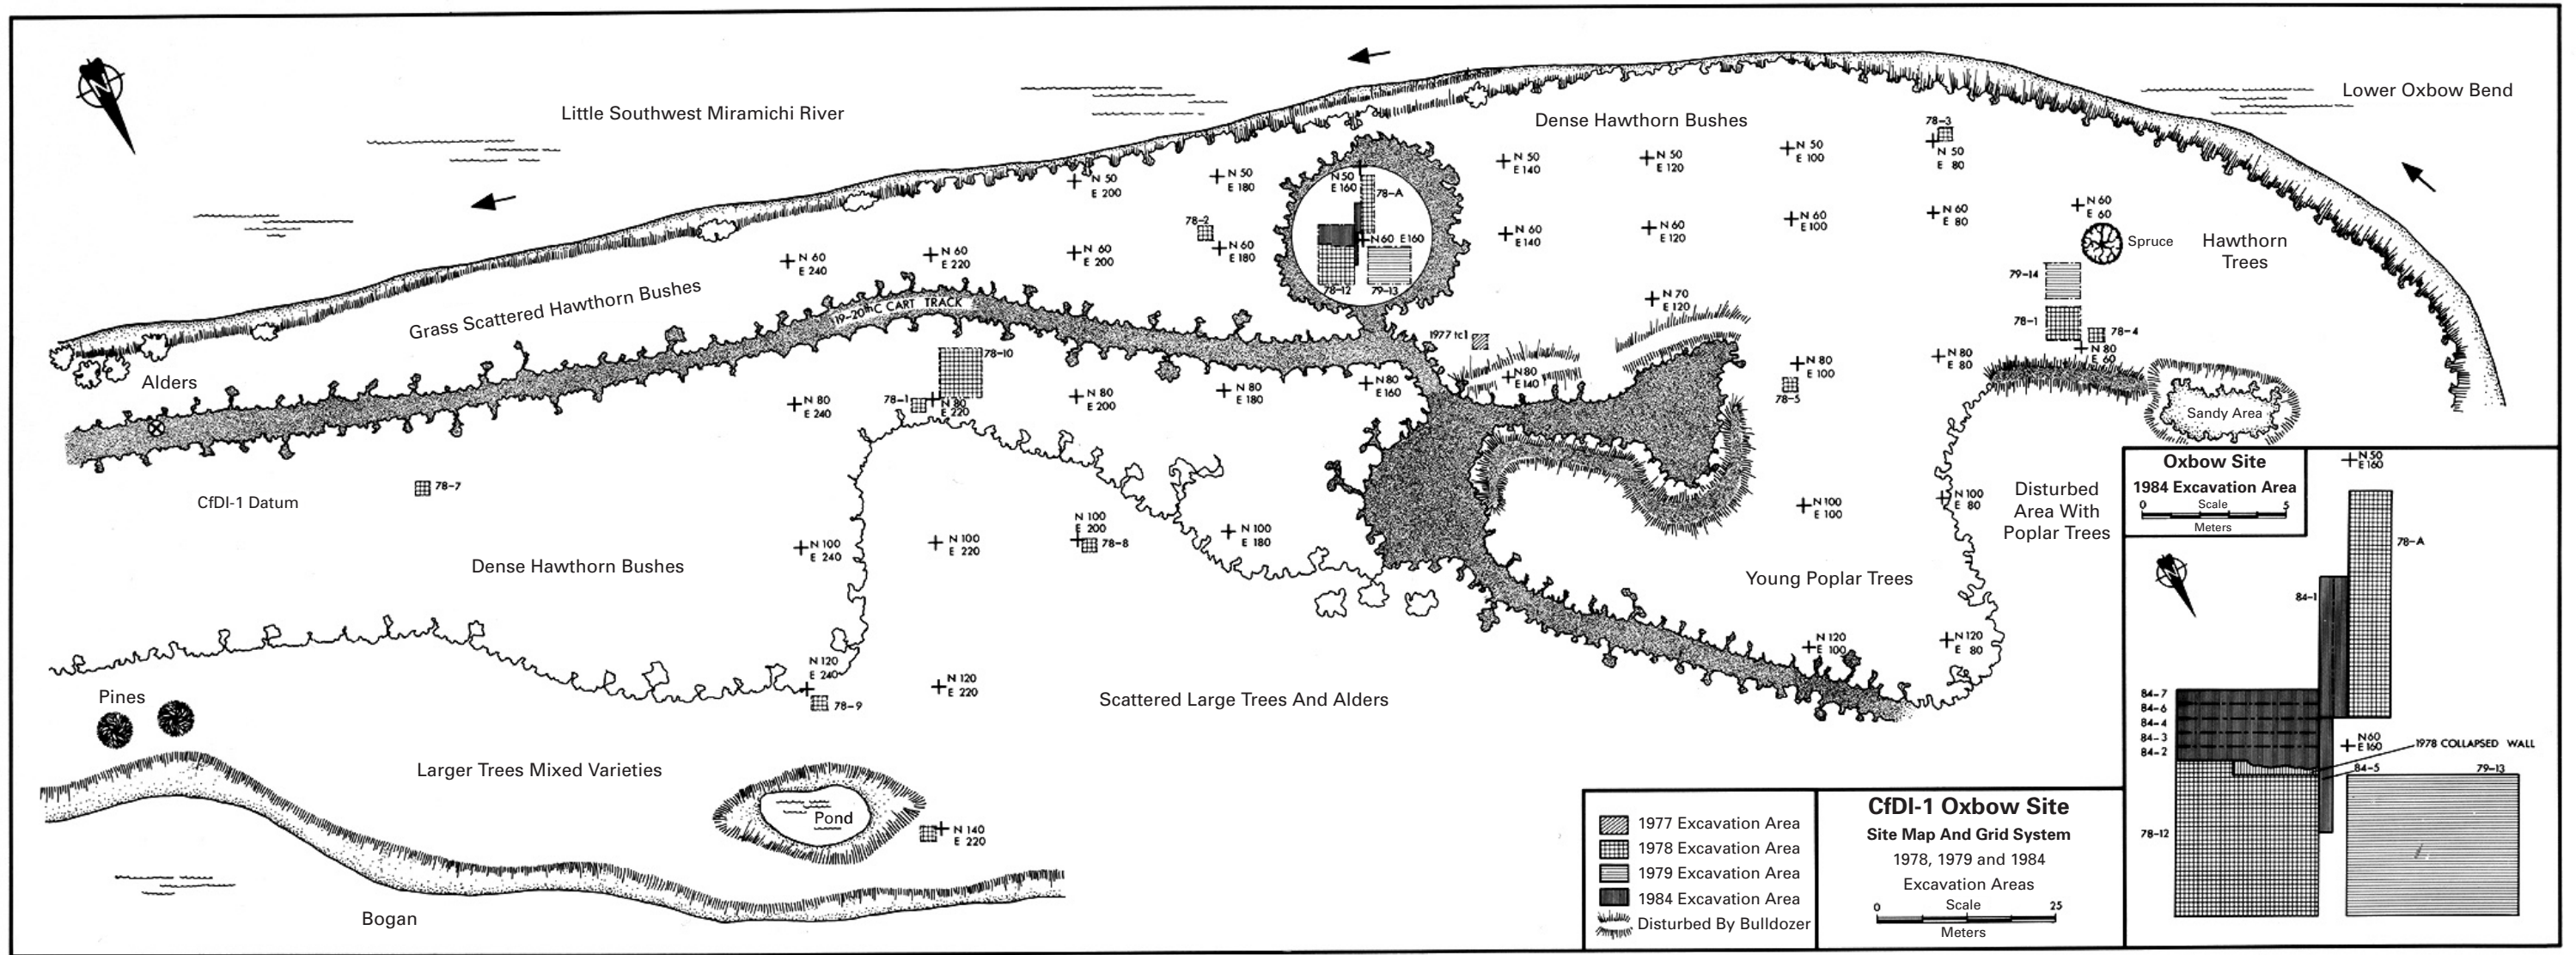 N
Little Southwest Miramichi River
Lower Oxbow Bend
Dense Hawthorn Bushes
78-3
N 50
E 200
N 50
E 180
N 50
E 160
78-A
N 50
E 140
N 50
E 120
N 50
E 100
N 50
E 80
78-2
N 60
E 240
N 60
E 220
N 60
E 200
N 60
E 180
N 60 E 160
N 60
E 140
N 60
E 120
N 60
E 100
N 60
E 80
N 60
E 60
Spruce
Hawthorn
Trees
78-12
79-13
79-14
78-1
78-4
Grass Scattered Hawthorn Bushes
19-20thC CART TRACK
N 70
E 120
1977 tc1
78-10
78-1
Alders
N 80
E 240
N 80
E 220
N 80
E 200
N 80
E 180
N 80
E 160
N 80
E 140
N 80
E 100
78-5
N 80
E 80
N 80
E 60
Sandy Area
CfDI-1 Datum
78-7
Dense Hawthorn Bushes
N 100
E 240
N 100
E 220
N 100
E 200
78-8
N 100
E 180
N 100
E 100
N 100
E 80
Disturbed
Area With
Poplar Trees
Young Poplar Trees
N 120
E 240
78-9
N 120
E 220
N 120
E 100
N 120
E 80
Scattered Large Trees And Alders
Pines
Larger Trees Mixed Varieties
Pond
N 140
E 220
Bogan
1977 Excavation Area
1978 Excavation Area
1979 Excavation Area
1984 Excavation Area
Disturbed By Bulldozer
CfDI-1 Oxbow Site
Site Map And Grid System
1978, 1979 and 1984
Excavation Areas
Scale
0 25
Meters
Oxbow Site
1984 Excavation Area
Scale
0 5
Meters
N 50
E 160
78-A
N
84-1
84-7
84-6
84-4
84-3
84-2
N60
E 160
1978 COLLAPSED WALL
84-5
79-13
78-12